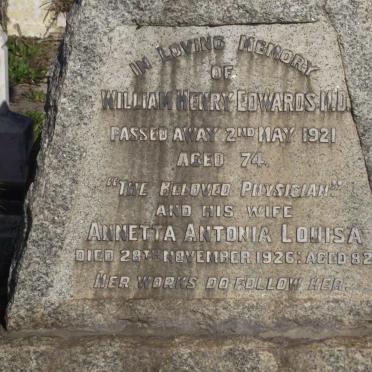 IN LOVING MEMORY
OF
WILLIAM HENRY EDWARDS. M.D.
PASSED AWAY 2ND MAY 1921
AGED 74.
"THE BELOVED PHYSICIAN"
AND HIS WIFE
ANNETTA ANTONIA LOUISA
DIED 28TH NOVEMBER 1926: AGED 82
HER WORKS DO FOLLOW HER.